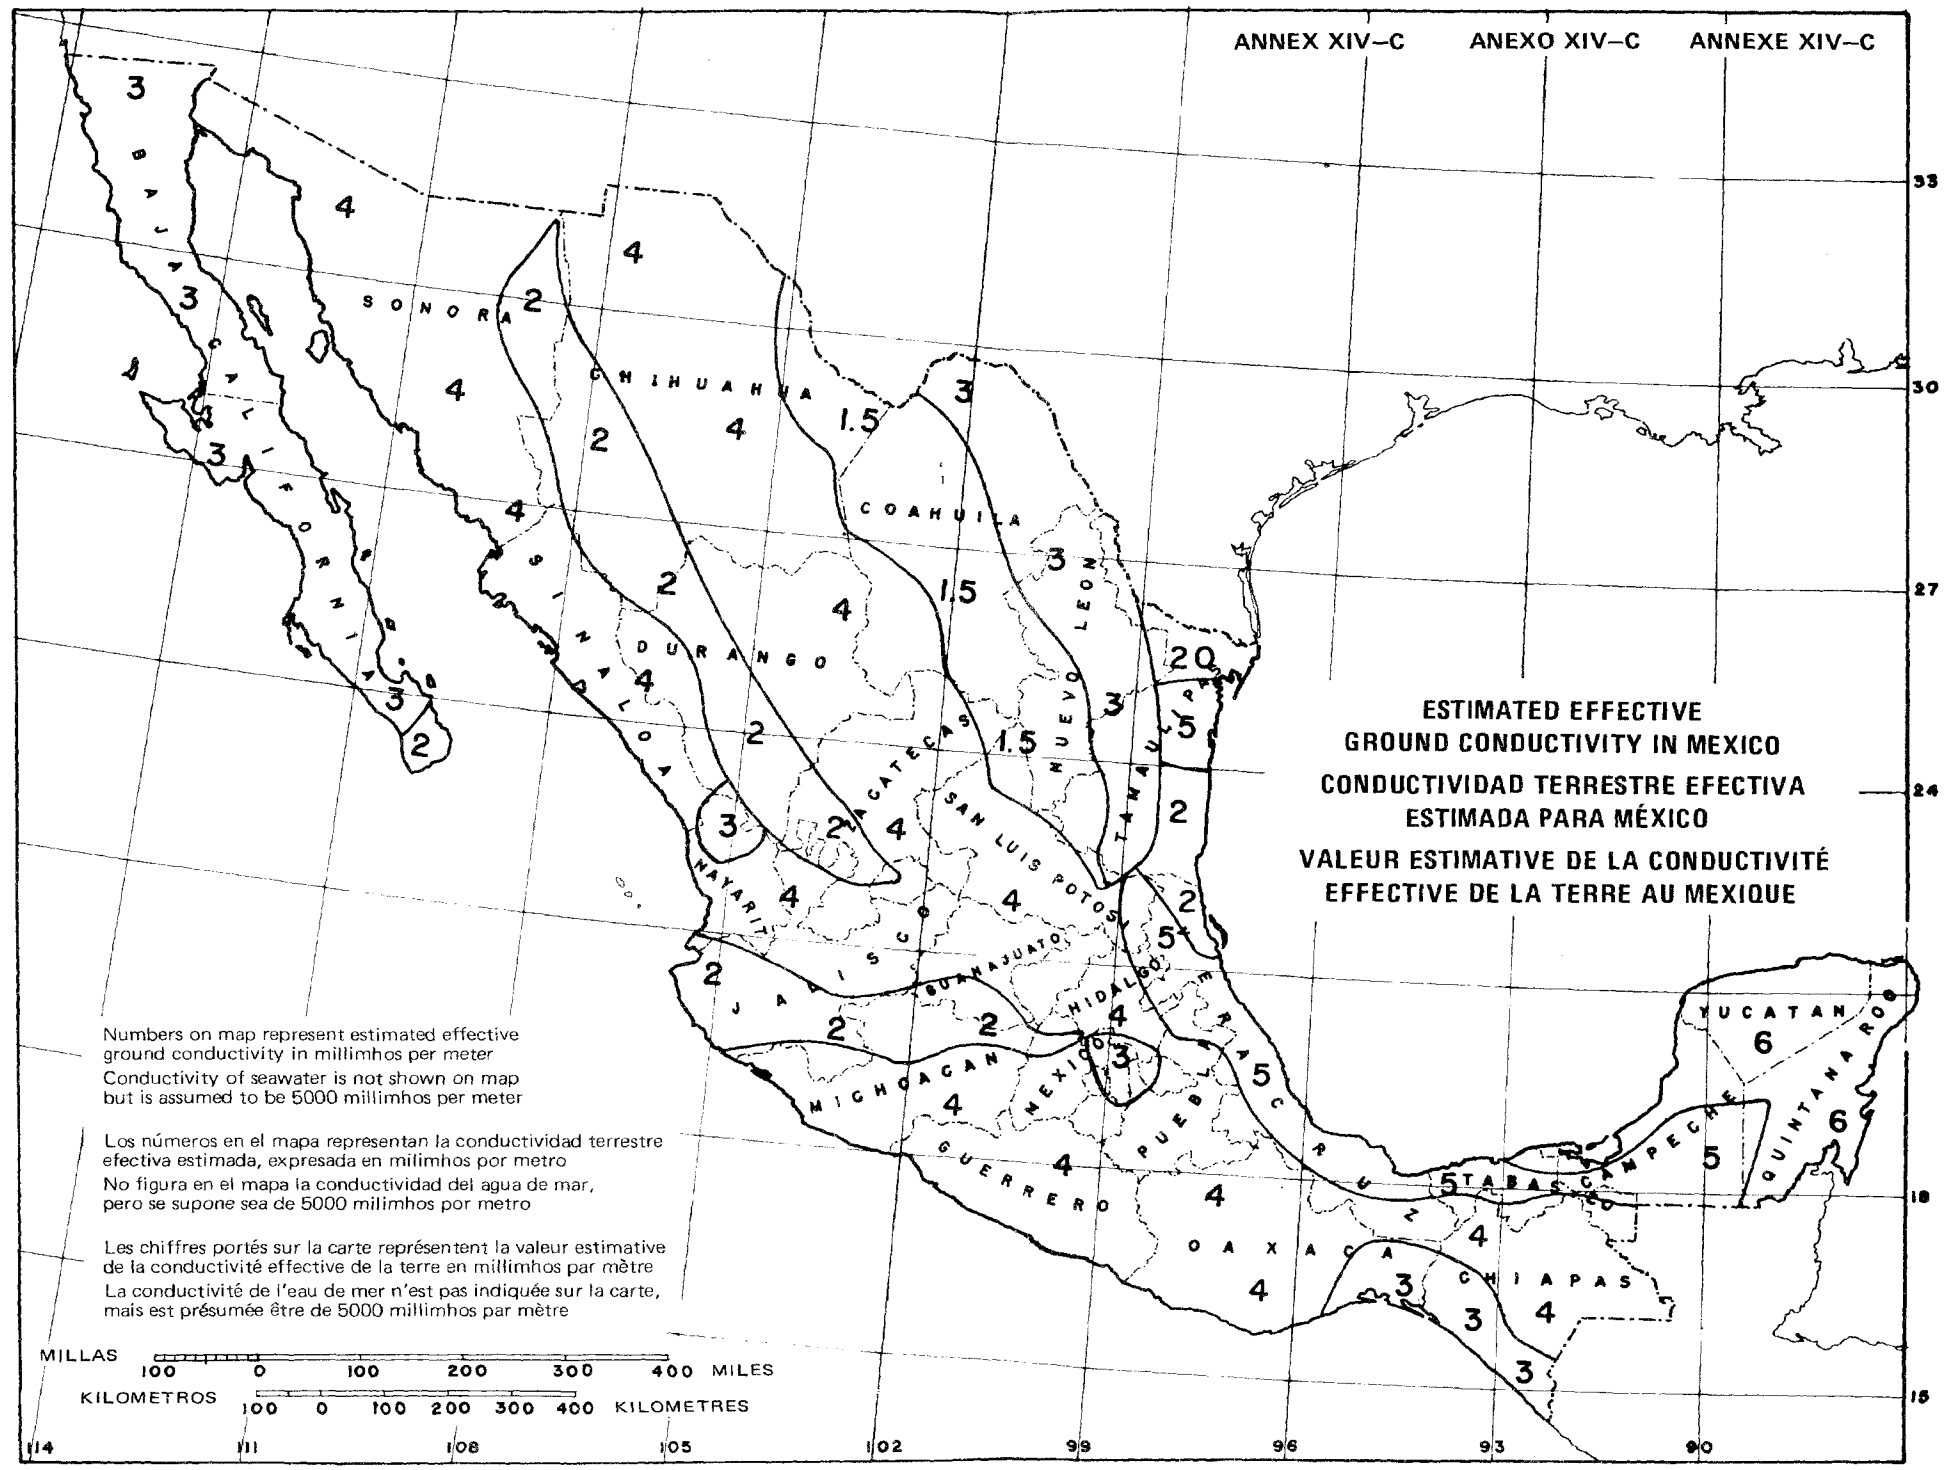 ANNEX XIV–C ANEXO XIV–C ANNEXE XIV–C
3
33
BAJA CALIFORNIA
4
4
3
SONORA
2
30
CHIHUAHUA
3
4
1.5
4
2
3
4
COAHUILA
3
NUEVO LEON
27
SINALOA
2
1.5
4
20
DURANGO
4
3
3
TAMAULIPAS
5
2
2
1.5
ZACATECAS
ESTIMATED EFFECTIVE
GROUND CONDUCTIVITY IN MEXICO
CONDUCTIVIDAD TERRESTRE EFECTIVA
ESTIMADA PARA MÉXICO
VALEUR ESTIMATIVE DE LA CONDUCTIVITÉ
EFFECTIVE DE LA TERRE AU MEXIQUE
24
2
SAN LUIS POTOSI
3
2
4
NAYARIT
4
4
2
5
GUANAJUATO
HIDALGO
2
JALISCO
YUCATAN
6
4
2
2
3
MEXICO
VERACRUZ
5
MICHOACAN
4
PUEBLA
CAMPECHE
QUINTANA ROO
6
5
GUERRERO
4
4
5
TABASCO
18
OAXACA
4
4
3
CHIAPAS
3
4
3
15
Numbers on map represent estimated effective
ground conductivity in millimhos per meter
Conductivity of seawater is not shown on map
but is assumed to be 5000 millimhos per meter
Los números en el mapa representan la conductividad terrestre
efectiva estimada, expresada en milimhos por metro
No figura en el mapa la conductividad del agua de mar,
pero se supone sea de 5000 milimhos por metro
Les chiffres portés sur la carte représentent la valeur estimative
de la conductivité effective de la terre en millimhos par mètre
La conductivité de l'eau de mer n'est pas indiquée sur la carte,
mais est présumée être de 5000 millimhos par mètre
MILLAS 100 0 100 200 300 400 MILES
KILOMETROS 100 0 100 200 300 400 KILOMETRES
114 111 108 105 102 99 96 93 90